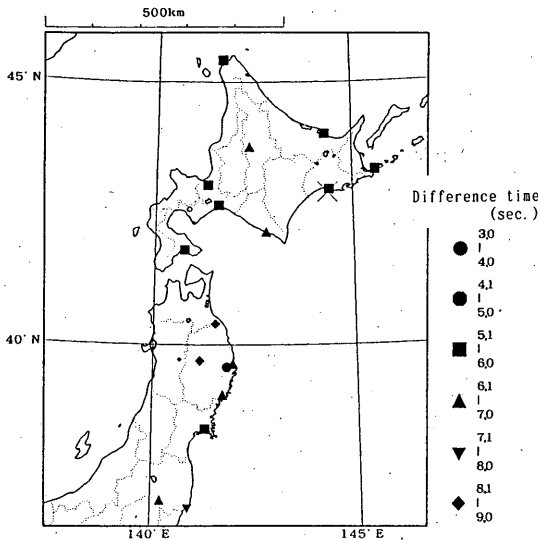 500km
45° N
Difference time
(sec.)
3,0
4,0
4,1
5,0
40° N
5,1
6,0
6,1
7,0
7,1
8,0
8,1
9,0
140° E
145° E